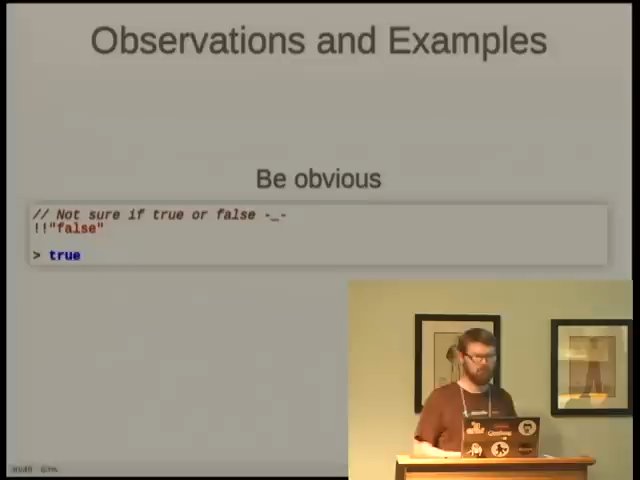 Observations and Examples
Be obvious
// Not sure if true or false -_-
!!"false"
> true